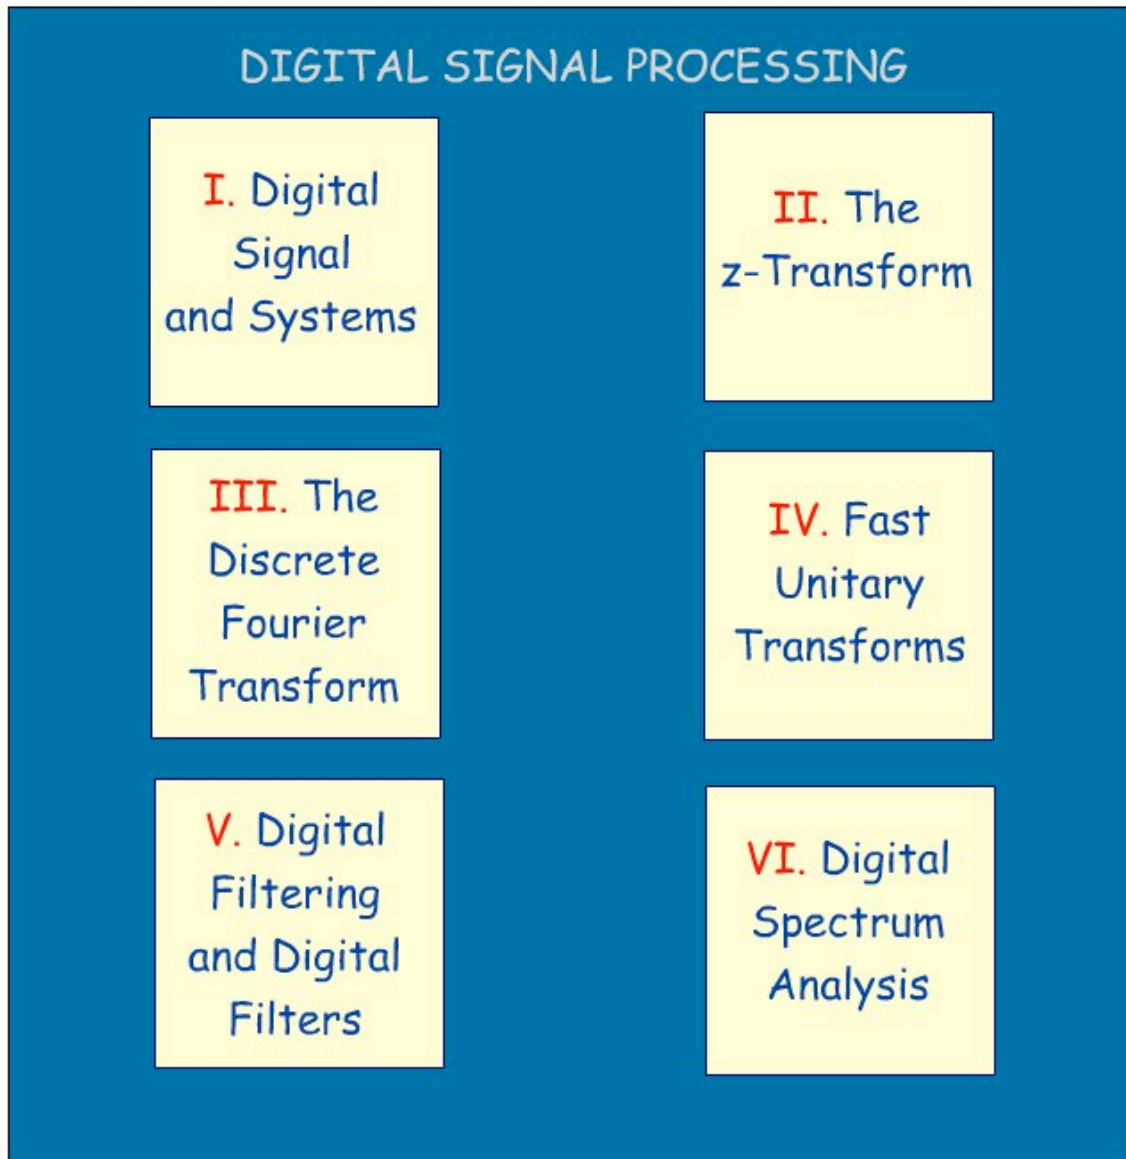 DIGITAL SIGNAL PROCESSING
I. Digital
Signal
and Systems
II. The
z-Transform
III. The
Discrete
Fourier
Transform
IV. Fast
Unitary
Transforms
V. Digital
Filtering
and Digital
Filters
VI. Digital
Spectrum
Analysis